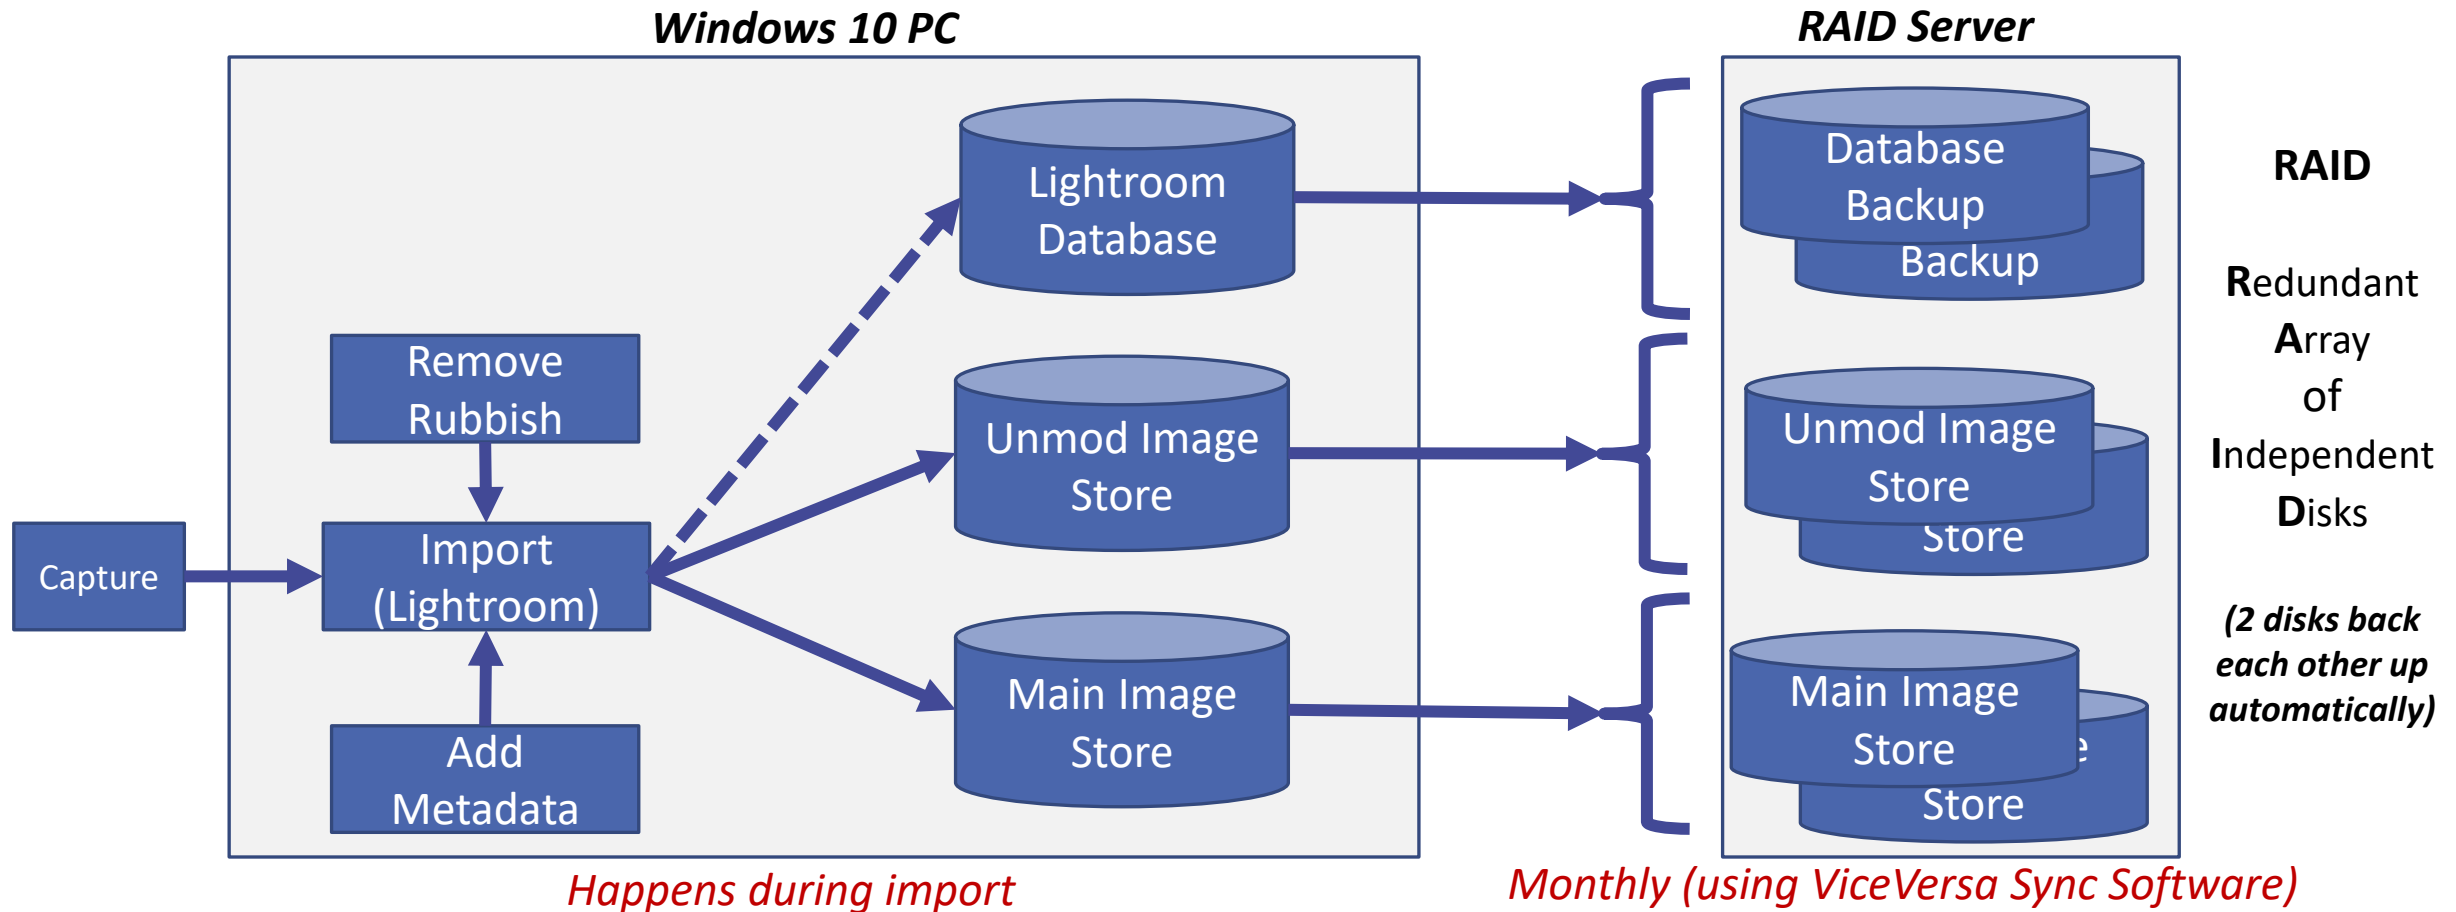 Windows 10 PC
RAID Server
Capture
Remove
Rubbish
Import
(Lightroom)
Add
Metadata
Lightroom
Database
Unmod Image
Store
Main Image
Store
Database
Backup
Backup
Unmod Image
Store
Store
Main Image
Store
Store
RAID
Redundant
Array
of
Independent
Disks
(2 disks back
each other up
automatically)
Happens during import
Monthly (using ViceVersa Sync Software)